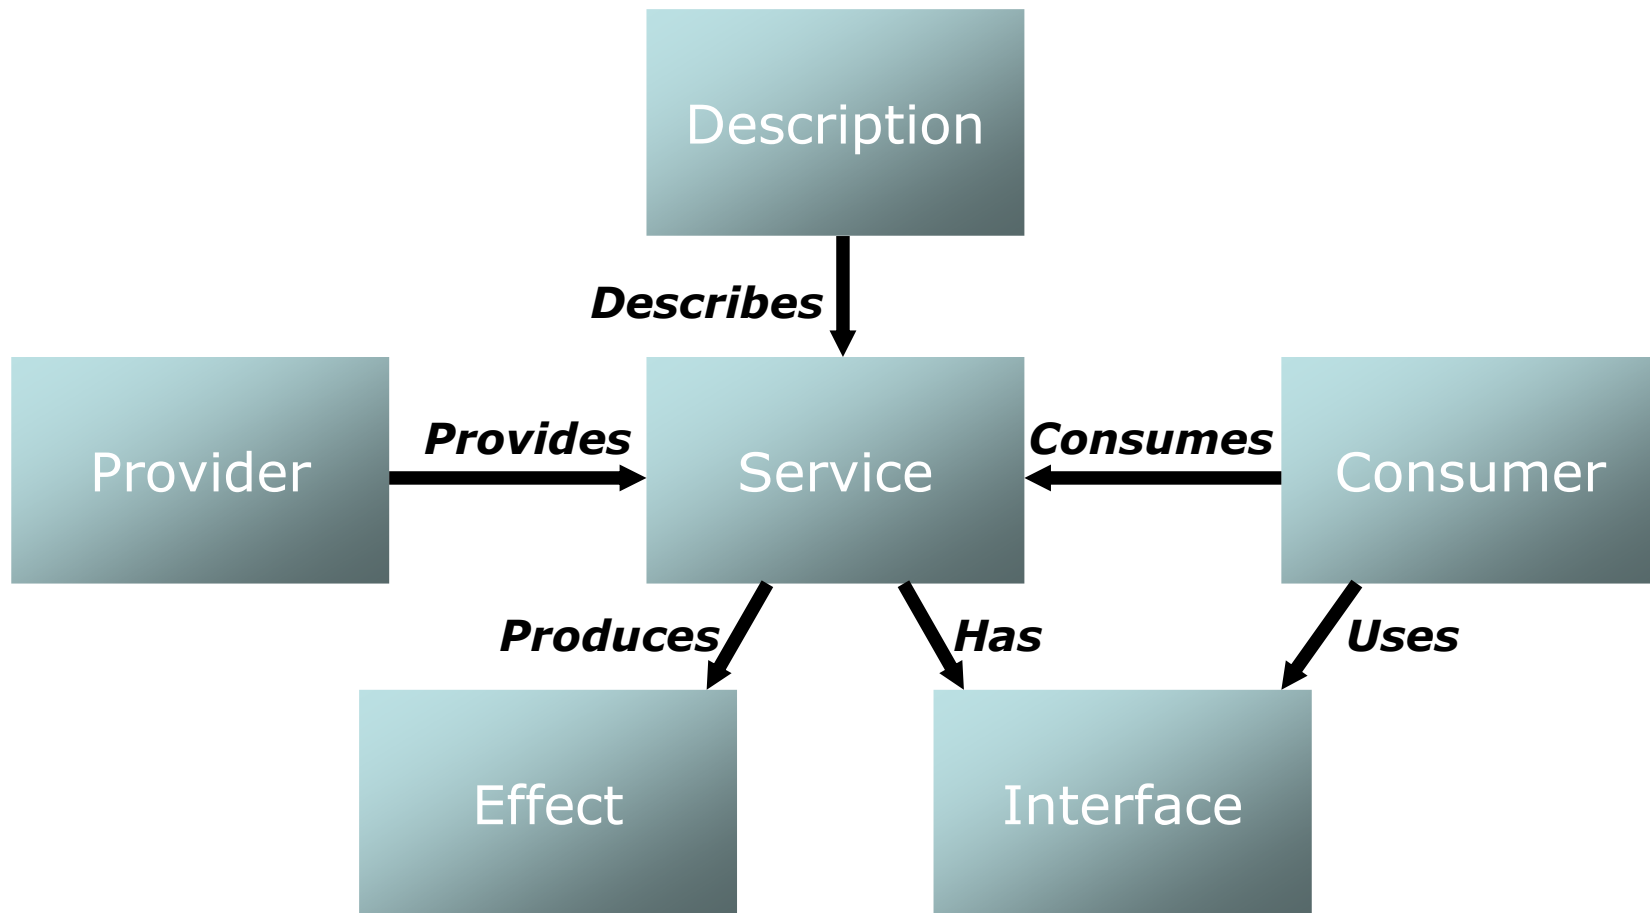 Description
Describes
Provider
Provides
Service
Consumes
Consumer
Produces
Has
Uses
Effect
Interface